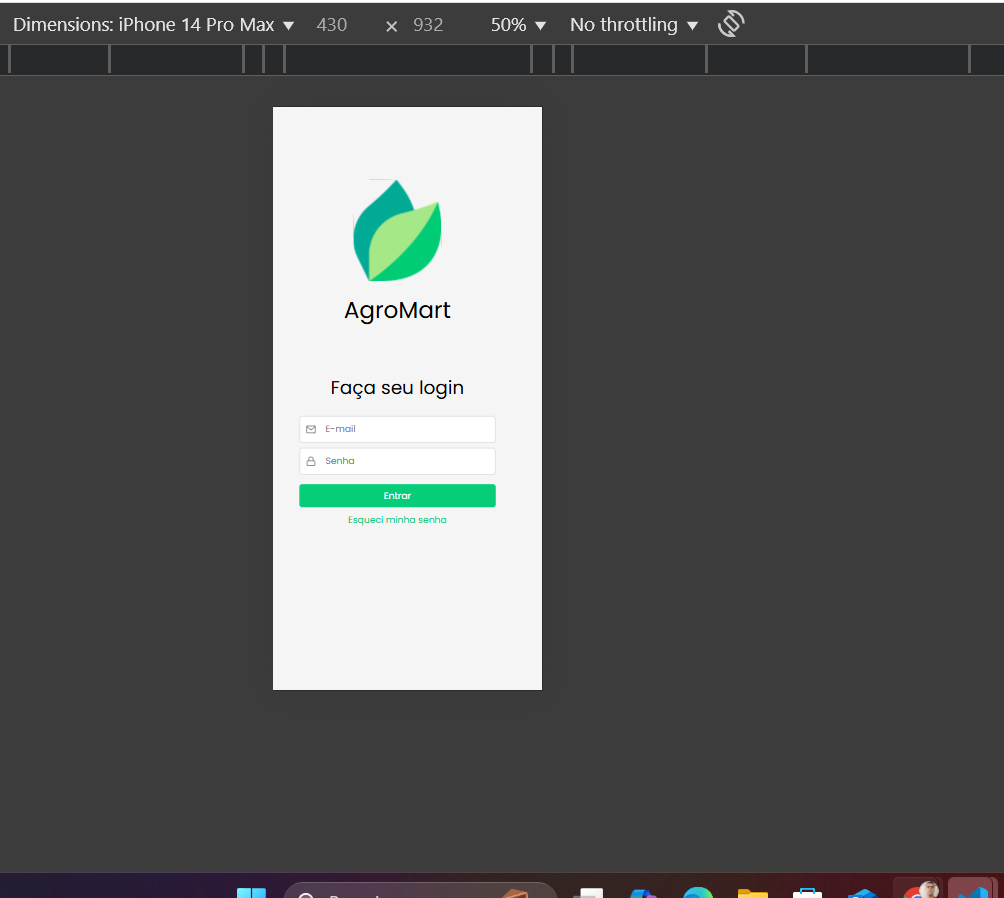 Dimensions: iPhone 14 Pro Max ▼ 430 × 932 50% ▼ No throttling ▼
AgroMart
Faça seu login
E-mail
Senha
Entrar
Esqueci minha senha